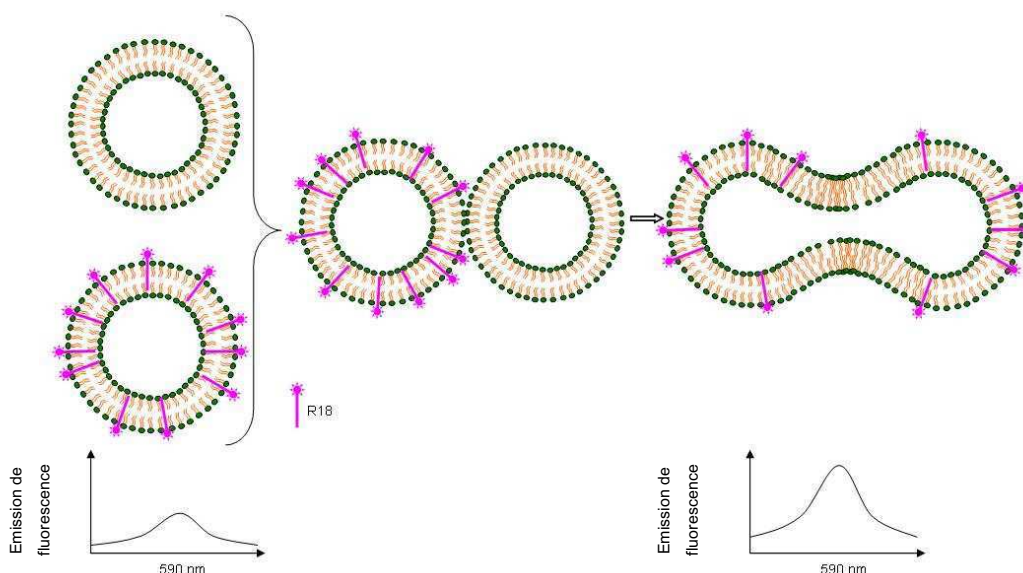 R18
Emission de
fluorescence
590 nm
Emission de
fluorescence
590 nm